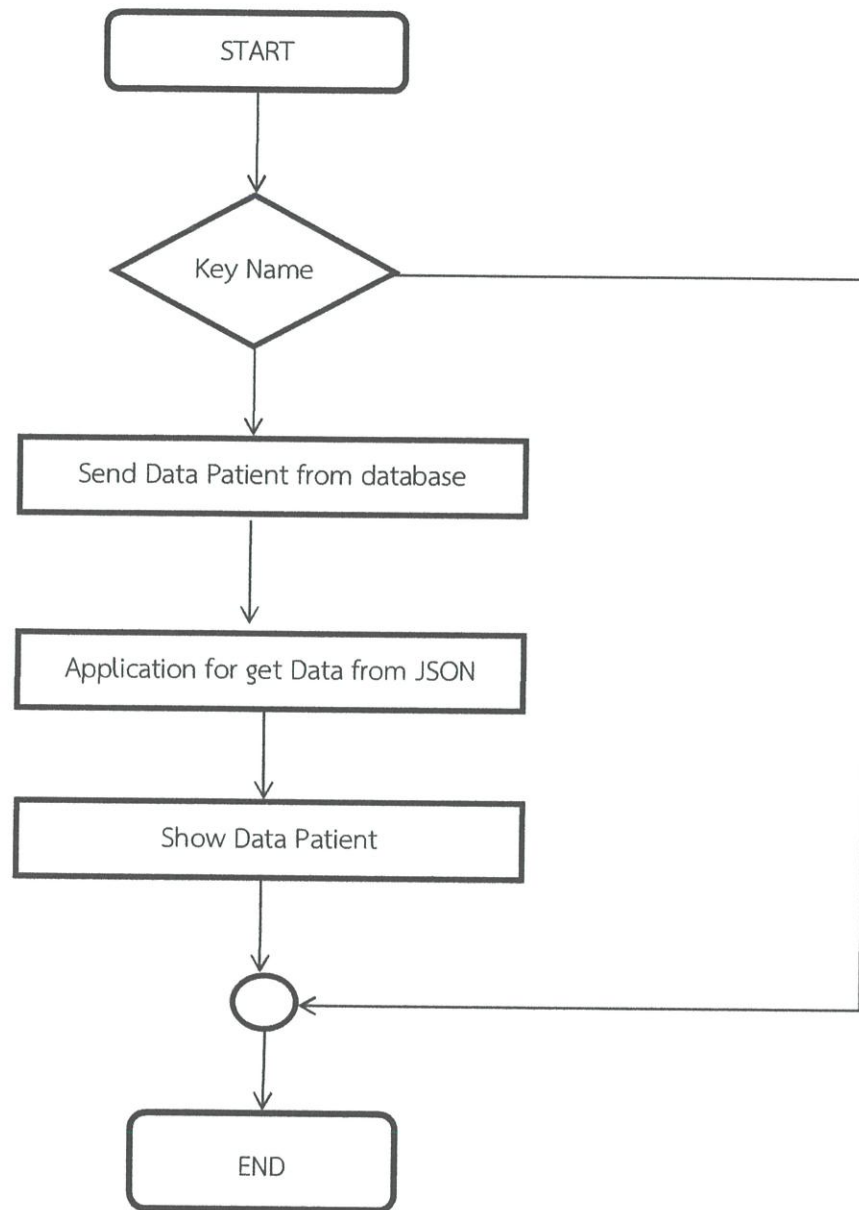 START
Key Name
Send Data Patient from database
Application for get Data from JSON
Show Data Patient
END